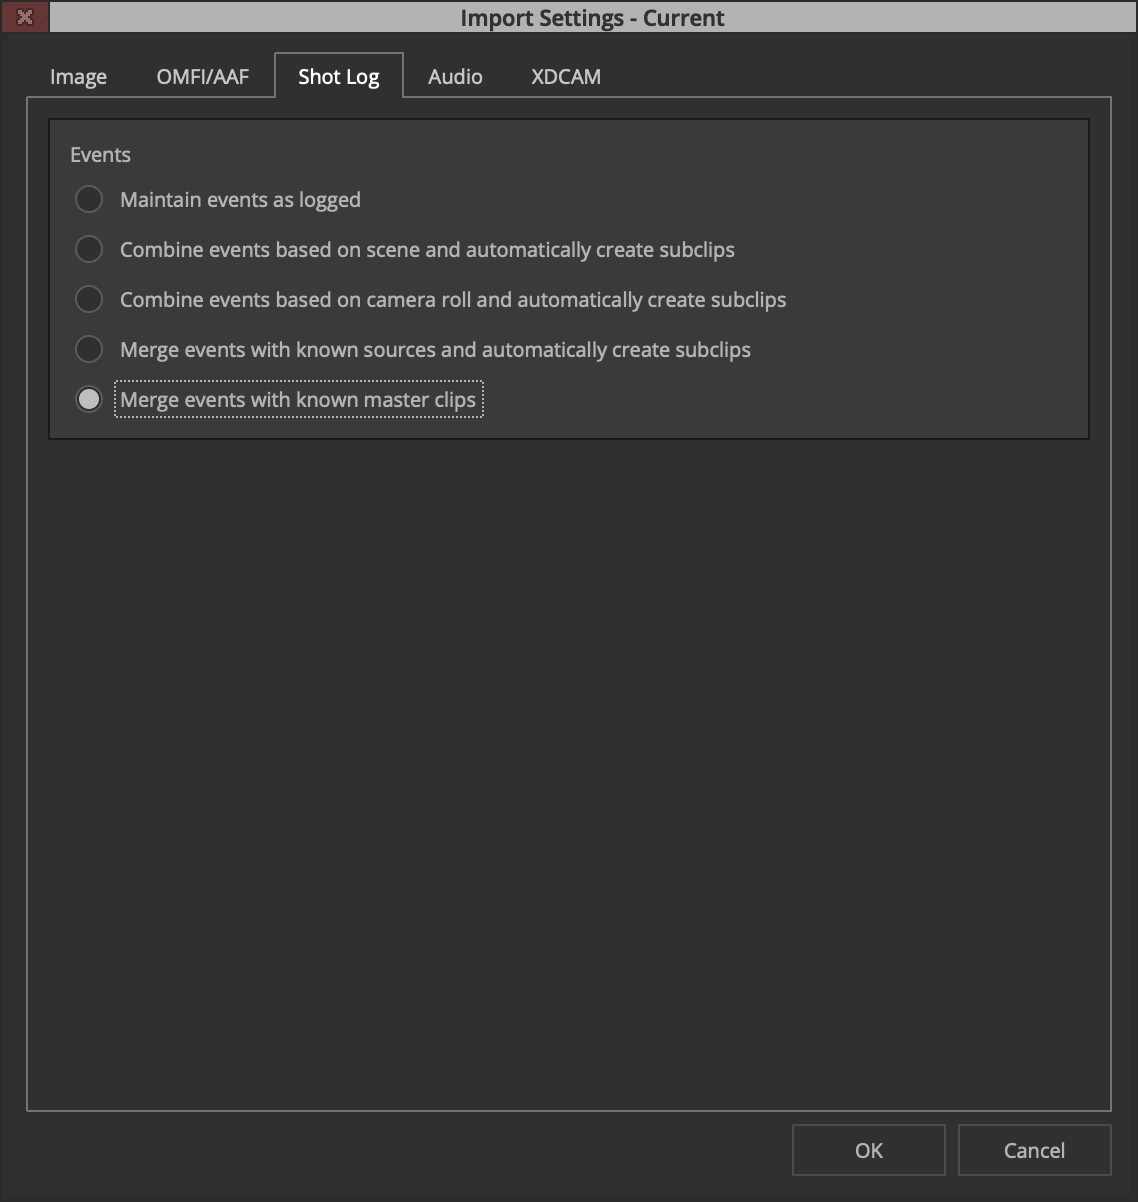 Import Settings - Current
Image OMFI/AAF Shot Log Audio XDCAM
Events
Maintain events as logged
Combine events based on scene and automatically create subclips
Combine events based on camera roll and automatically create subclips
Merge events with known sources and automatically create subclips
Merge events with known master clips
OK Cancel